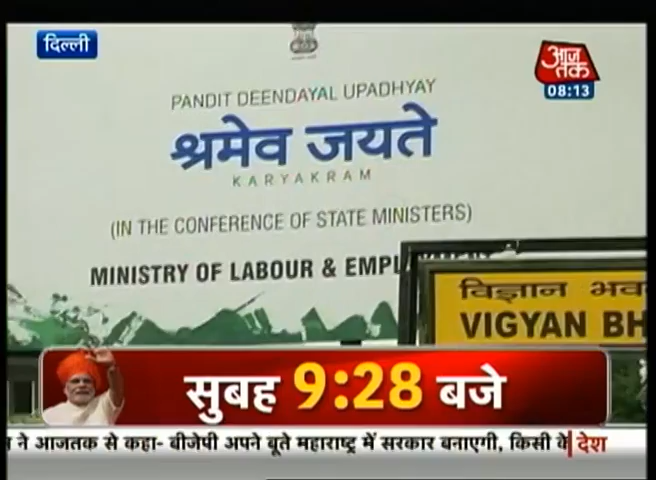 दिल्ली
आज तक
08:13
PANDIT DEENDAYAL UPADHYAY
श्रमेव जयते
KARYAKRAM
(IN THE CONFERENCE OF STATE MINISTERS)
MINISTRY OF LABOUR & EMPL
विज्ञान भव
VIGYAN BH
सुबह 9:28 बजे
ने आजतक से कहा- बीजेपी अपने बूते महाराष्ट्र में सरकार बनाएगी, किसी के देश